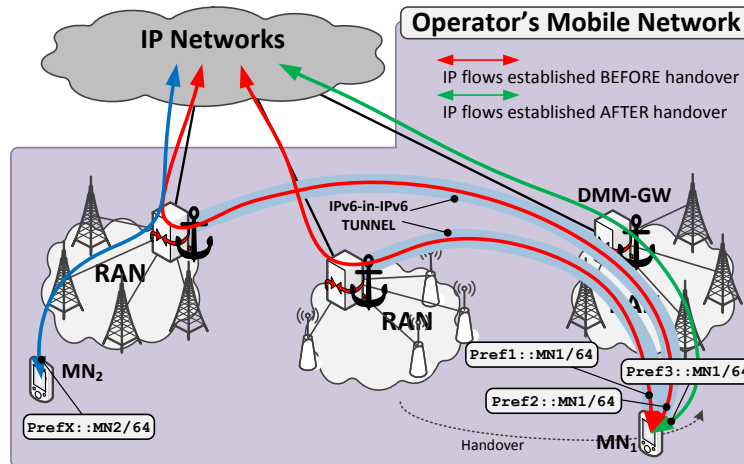 Operator's Mobile Network
IP Networks
IP flows established BEFORE handover
IP flows established AFTER handover
IPv6-in-IPv6
TUNNEL
DMM-GW
RAN
RAN
MN2
PrefX::MN2/64
Pref1::MN1/64
Pref3::MN1/64
Pref2::MN1/64
Handover
MN1